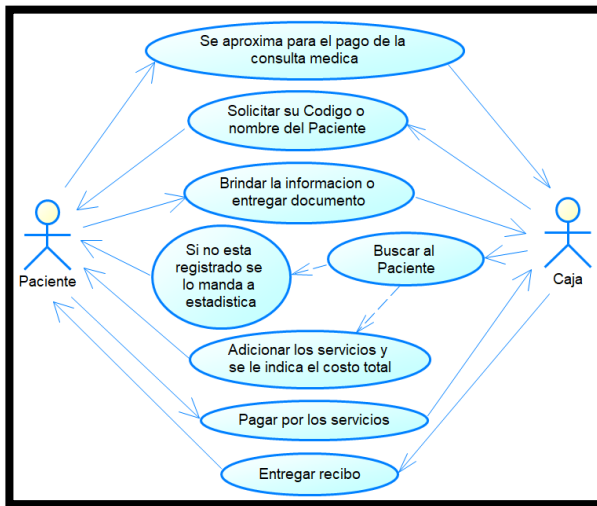 Se aproxima para el pago de la
consulta medica
Solicitar su Codigo o
nombre del Paciente
Brindar la informacion o
entregar documento
Si no esta
registrado se
lo manda a
estadistica
Buscar al
Paciente
Paciente
Caja
Adicionar los servicios y
se le indica el costo total
Pagar por los servicios
Entregar recibo